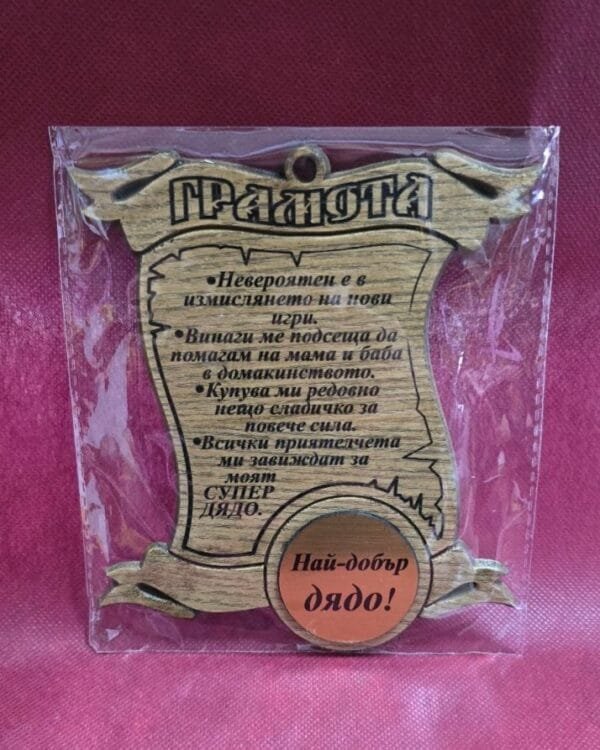 ГРАМОТА
•Невероятен е в
измислянето на нови
игри.
•Винаги ме подсеща да
помагам на мама и баба
в домакинството.
•Купува ми редовно
нещо сладичко за
повече сила.
•Всички приятелчета
ми завиждат за
моят
СУПЕР
ДЯДО.
Най-добър
дядо!